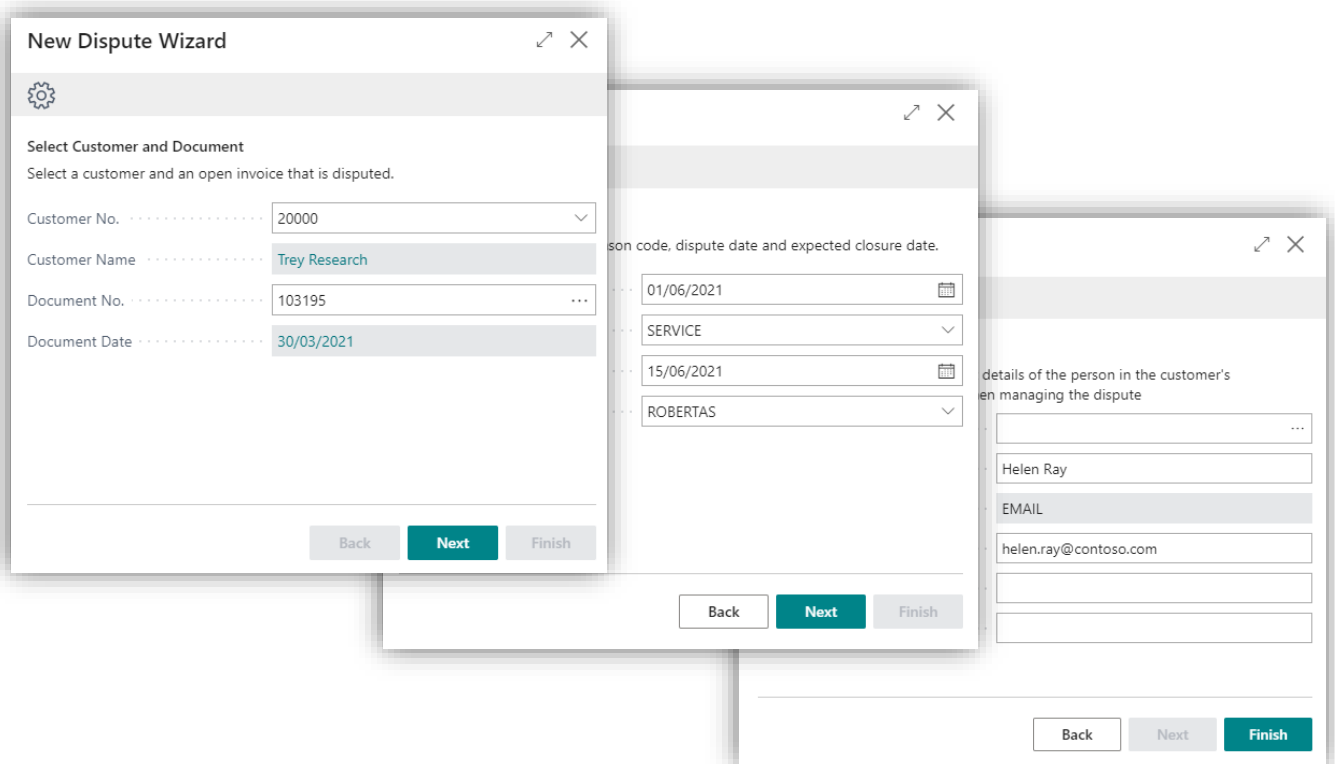 New Dispute Wizard
Select Customer and Document
Select a customer and an open invoice that is disputed.
Customer No.
20000
Customer Name
Trey Research
Document No.
103195
Document Date
30/03/2021
Back
Next
Finish
code, dispute date and expected closure date.
01/06/2021
SERVICE
15/06/2021
ROBERTAS
Back
Next
Finish
details of the person in the customer's
managing the dispute
Helen Ray
EMAIL
helen.ray@contoso.com
Back
Next
Finish